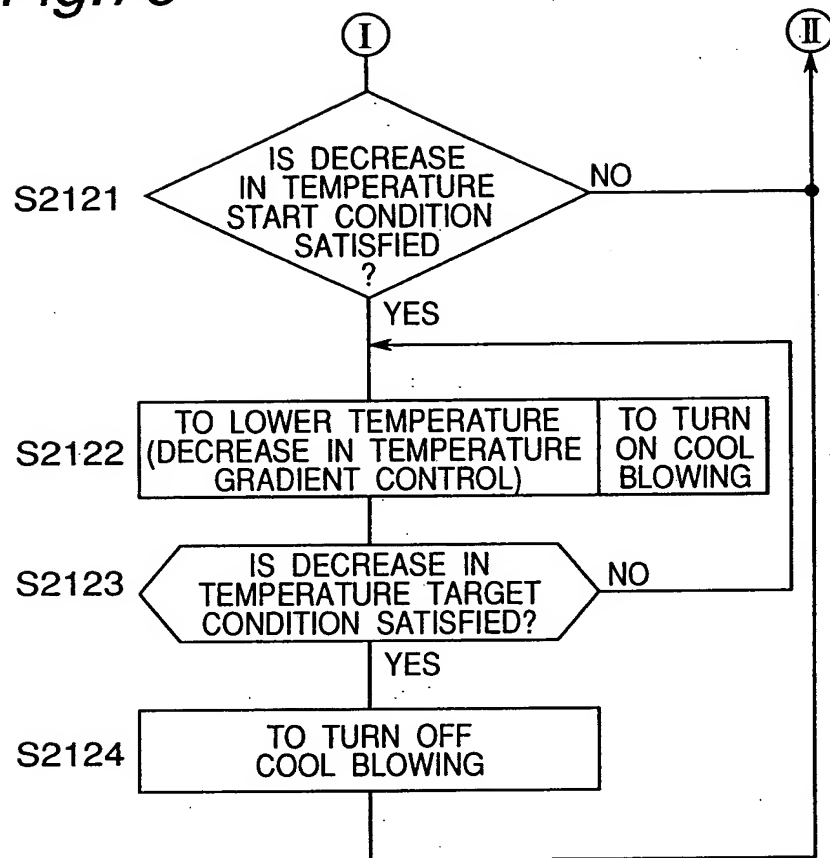 I
II
S2121
IS DECREASE
IN TEMPERATURE
START CONDITION
SATISFIED
?
NO
YES
S2122
TO LOWER TEMPERATURE
(DECREASE IN TEMPERATURE
GRADIENT CONTROL)
TO TURN
ON COOL
BLOWING
S2123
IS DECREASE IN
TEMPERATURE TARGET
CONDITION SATISFIED?
NO
YES
S2124
TO TURN OFF
COOL BLOWING